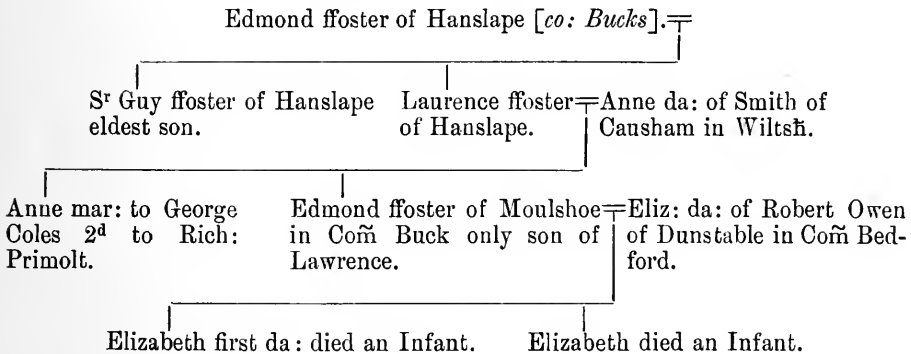 Edmond ffoster of Hanslape [co: Bucks].
Sr Guy ffoster of Hanslape
eldest son.
Laurence ffoster
of Hanslape.
Anne da: of Smith of
Causham in Wiltsh̃.
Anne mar: to George
Coles 2d to Rich:
Primolt.
Edmond ffoster of Moulshoe
in Com̃ Buck only son of
Lawrence.
Eliz: da: of Robert Owen
of Dunstable in Com̃ Bed-
ford.
Elizabeth first da: died an Infant.
Elizabeth died an Infant.